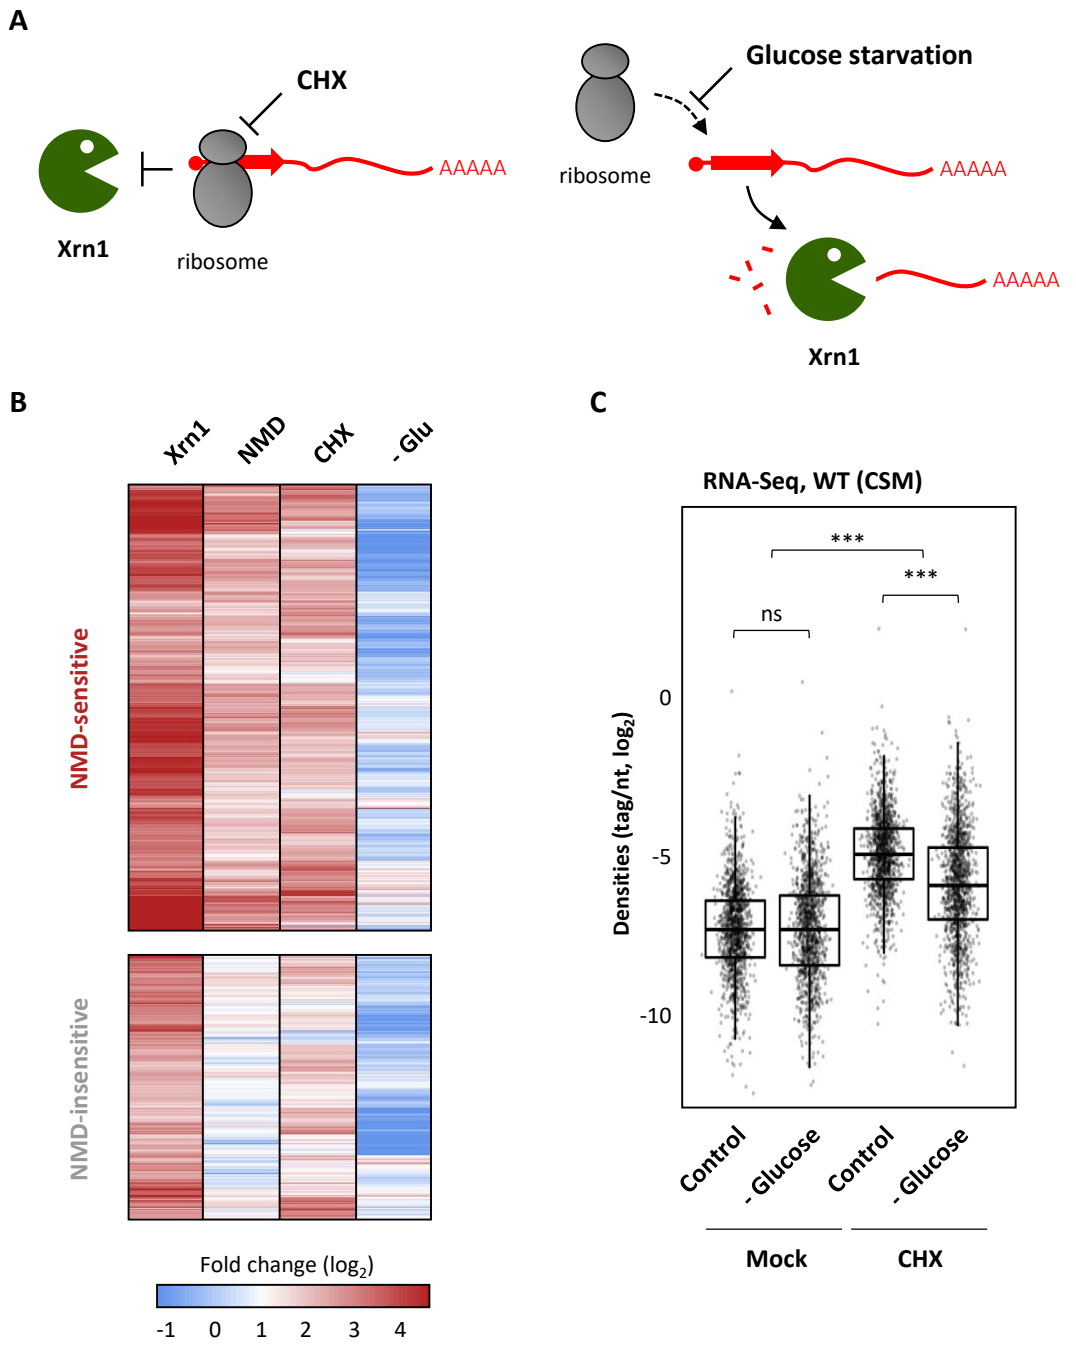 A
CHX
Xrn1
ribosome
AAAAA
Glucose starvation
ribosome
AAAAA
AAAAA
Xrn1
B
Xrn1
NMD
CHX
- Glu
NMD-sensitive
NMD-insensitive
Fold change (log2)
-1 0 1 2 3 4
C
RNA-Seq, WT (CSM)
***
***
ns
Densities (tag/nt, log2)
0
-5
-10
Control
- Glucose
Control
- Glucose
Mock
CHX